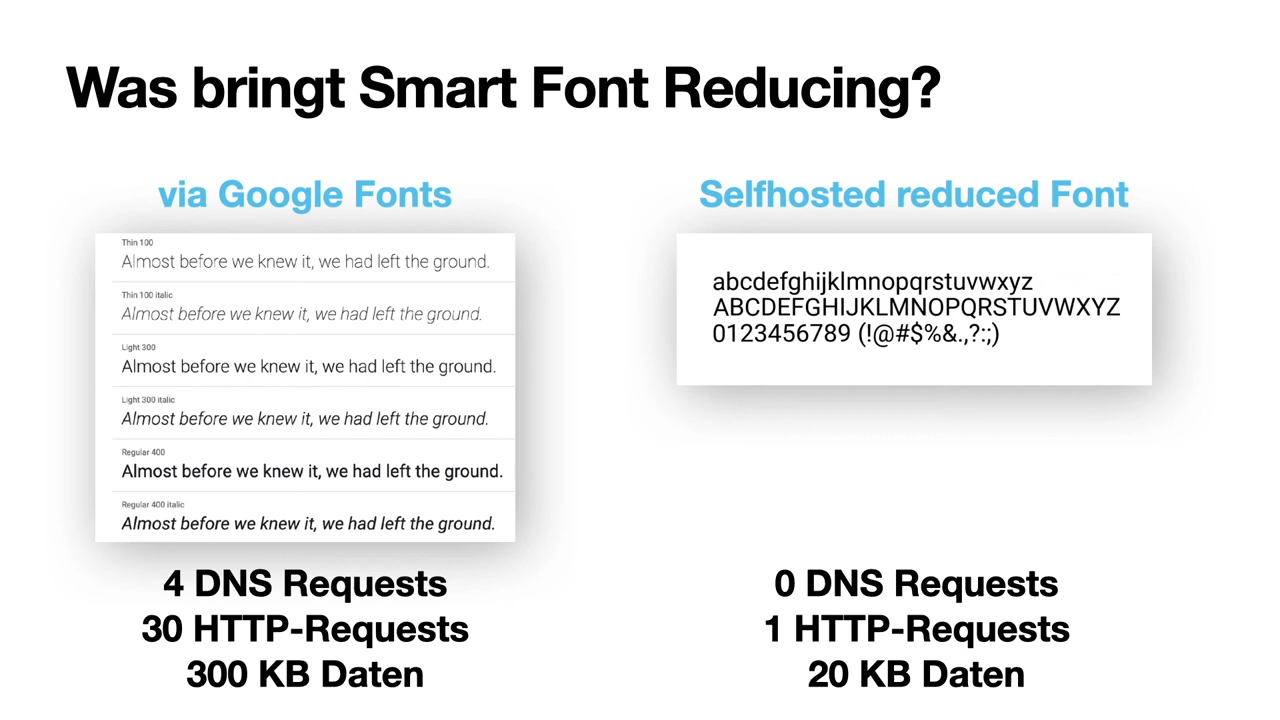 Was bringt Smart Font Reducing?
via Google Fonts
Thin 100
Almost before we knew it, we had left the ground.
Thin 100 italic
Almost before we knew it, we had left the ground.
Light 300
Almost before we knew it, we had left the ground.
Light 300 italic
Almost before we knew it, we had left the ground.
Regular 400
Almost before we knew it, we had left the ground.
Regular 400 italic
Almost before we knew it, we had left the ground.
4 DNS Requests
30 HTTP-Requests
300 KB Daten
Selfhosted reduced Font
abcdefghijklmnopqrstuvwxyz
ABCDEFGHIJKLMNOPQRSTUVWXYZ
0123456789 (!@#$%&.,?:;)
0 DNS Requests
1 HTTP-Requests
20 KB Daten